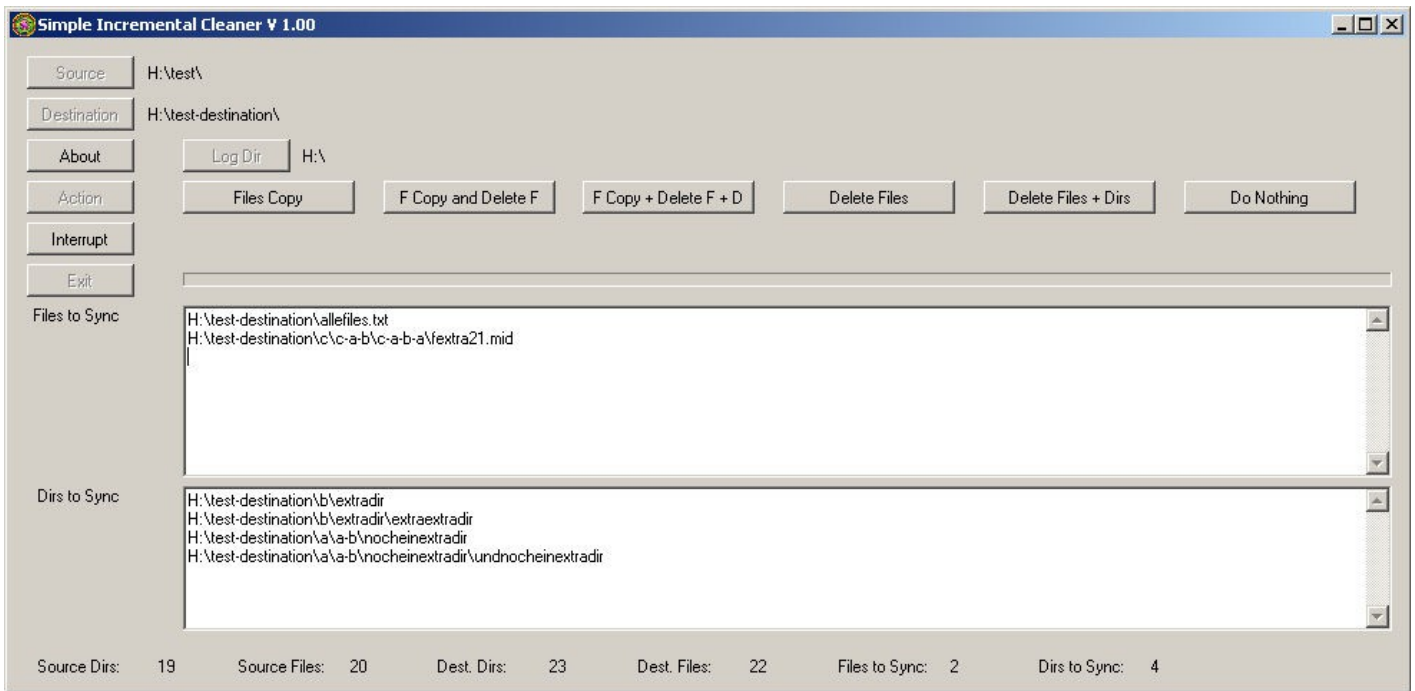 Simple Incremental Cleaner V 1.00
Source H:\test\
Destination H:\test-destination\
About Log Dir H:\
Action Files Copy F Copy and Delete F F Copy + Delete F + D Delete Files Delete Files + Dirs Do Nothing
Interrupt
Exit
Files to Sync
H:\test-destination\allefiles.txt
H:\test-destination\c\c-a-b\c-a-b-a\fextra21.mid
Dirs to Sync
H:\test-destination\b\extradir
H:\test-destination\b\extradir\extraextradir
H:\test-destination\a\a-b\nocheinextradir
H:\test-destination\a\a-b\nocheinextradir\undnocheinextradir
Source Dirs: 19 Source Files: 20 Dest. Dirs: 23 Dest. Files: 22 Files to Sync: 2 Dirs to Sync: 4